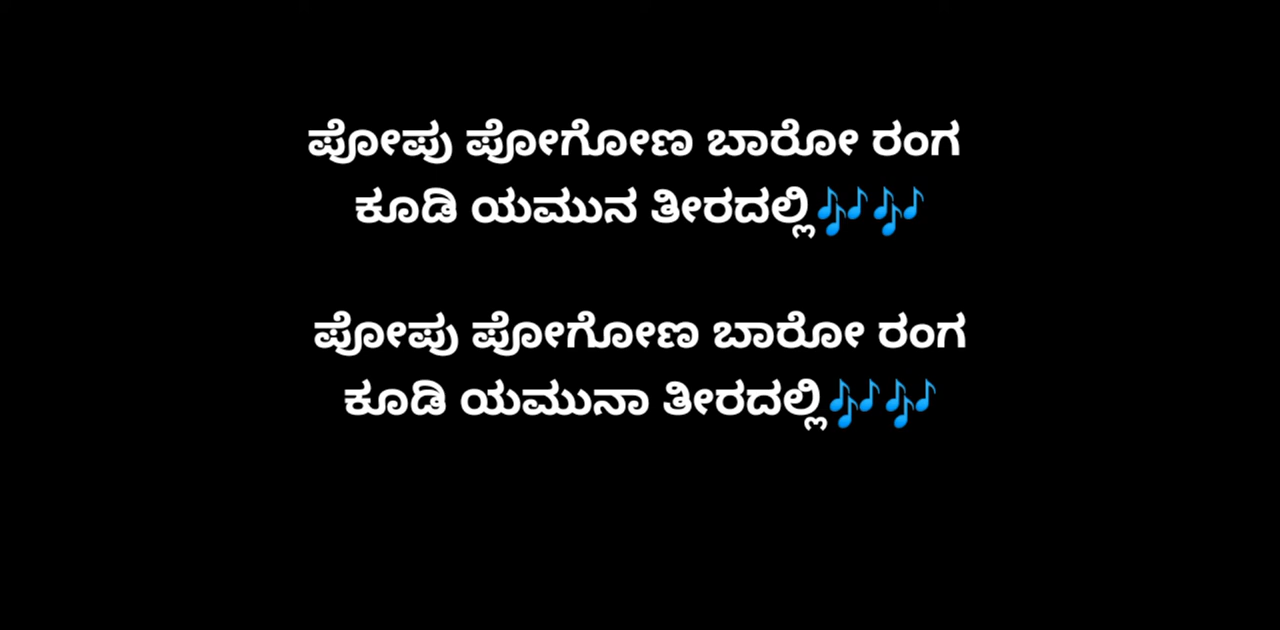 ಪೋಪು ಪೋಗೋಣ ಬಾರೋ ರಂಗ
ಕೂಡಿ ಯಮುನ ತೀರದಲ್ಲಿ🎶🎶
ಪೋಪು ಪೋಗೋಣ ಬಾರೋ ರಂಗ
ಕೂಡಿ ಯಮುನಾ ತೀರದಲ್ಲಿ🎶🎶